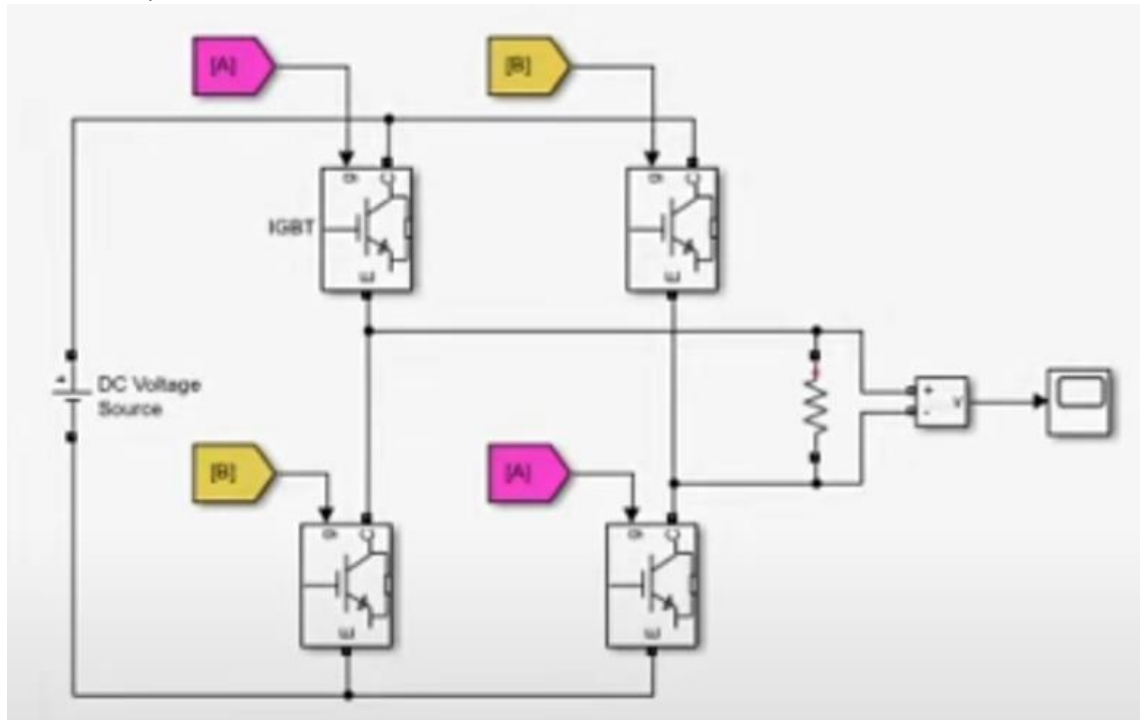 [A]
[B]
g C
g C
IGBT
E
E
+
DC Voltage
Source
+
-
v
[B]
[A]
g C
g C
E
E